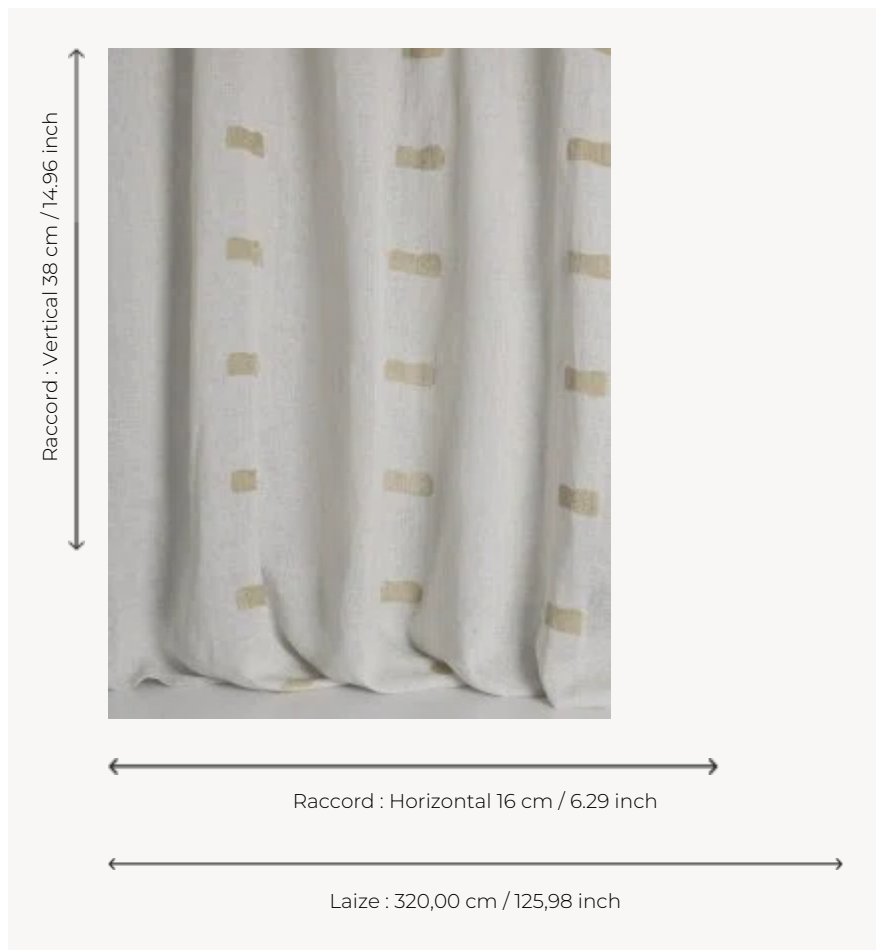 Raccord : Vertical 38 cm / 14.96 inch
Raccord : Horizontal 16 cm / 6.29 inch
Laize : 320,00 cm / 125,98 inch